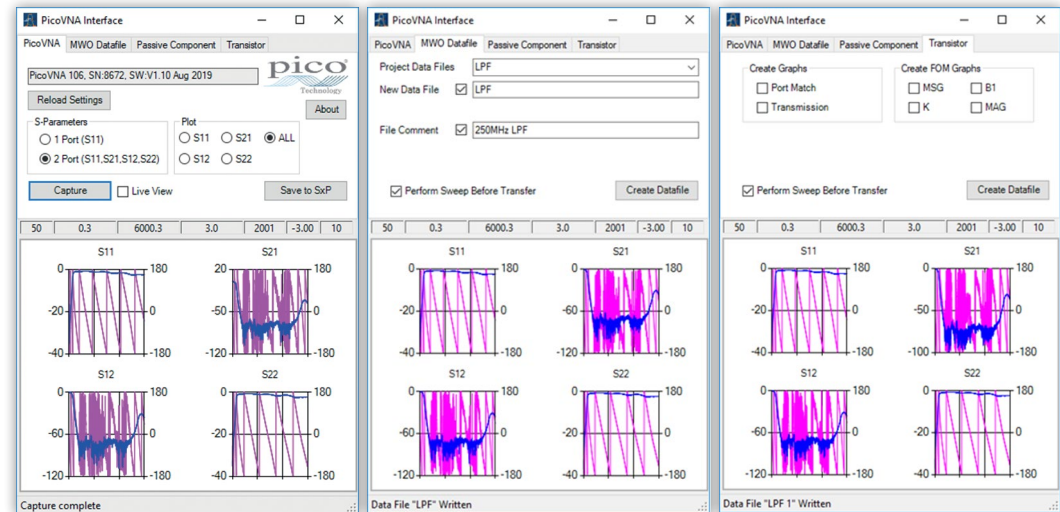 PicoVNA Interface
PicoVNA MWO Datafile Passive Component Transistor
PicoVNA 106, SN:8672, SW:V1.10 Aug 2019
pico
Technology
Reload Settings
About
S-Parameters
Plot
1 Port (S11)
S11 S21 ALL
2 Port (S11,S21,S12,S22)
S12 S22
Capture
Live View
Save to SxP
50 0.3 6000.3 3.0 2001 -3.00 10
S11
0 180
-20 0
-40 -180
S21
20 180
-50 0
-120 -180
S12
0 180
-60 0
-120 -180
S22
0 180
-20 0
-40 -180
Capture complete
PicoVNA Interface
PicoVNA MWO Datafile Passive Component Transistor
Project Data Files LPF
New Data File LPF
File Comment 250MHz LPF
Perform Sweep Before Transfer
Create Datafile
50 0.3 6000.3 3.0 2001 -3.00 10
S11
0 180
-20 0
-40 -180
S21
0 180
-60 0
-120 -180
S12
0 180
-60 0
-120 -180
S22
0 180
-20 0
-40 -180
Data File "LPF" Written
PicoVNA Interface
PicoVNA MWO Datafile Passive Component Transistor
Create Graphs
Port Match
Transmission
Create FOM Graphs
MSG B1
K MAG
Perform Sweep Before Transfer
Create Datafile
50 0.3 6000.3 3.0 2001 -3.00 10
S11
0 180
-20 0
-40 -180
S21
0 180
-50 0
-100 -180
S12
0 180
-60 0
-120 -180
S22
0 180
-20 0
-40 -180
Data File "LPF 1" Written